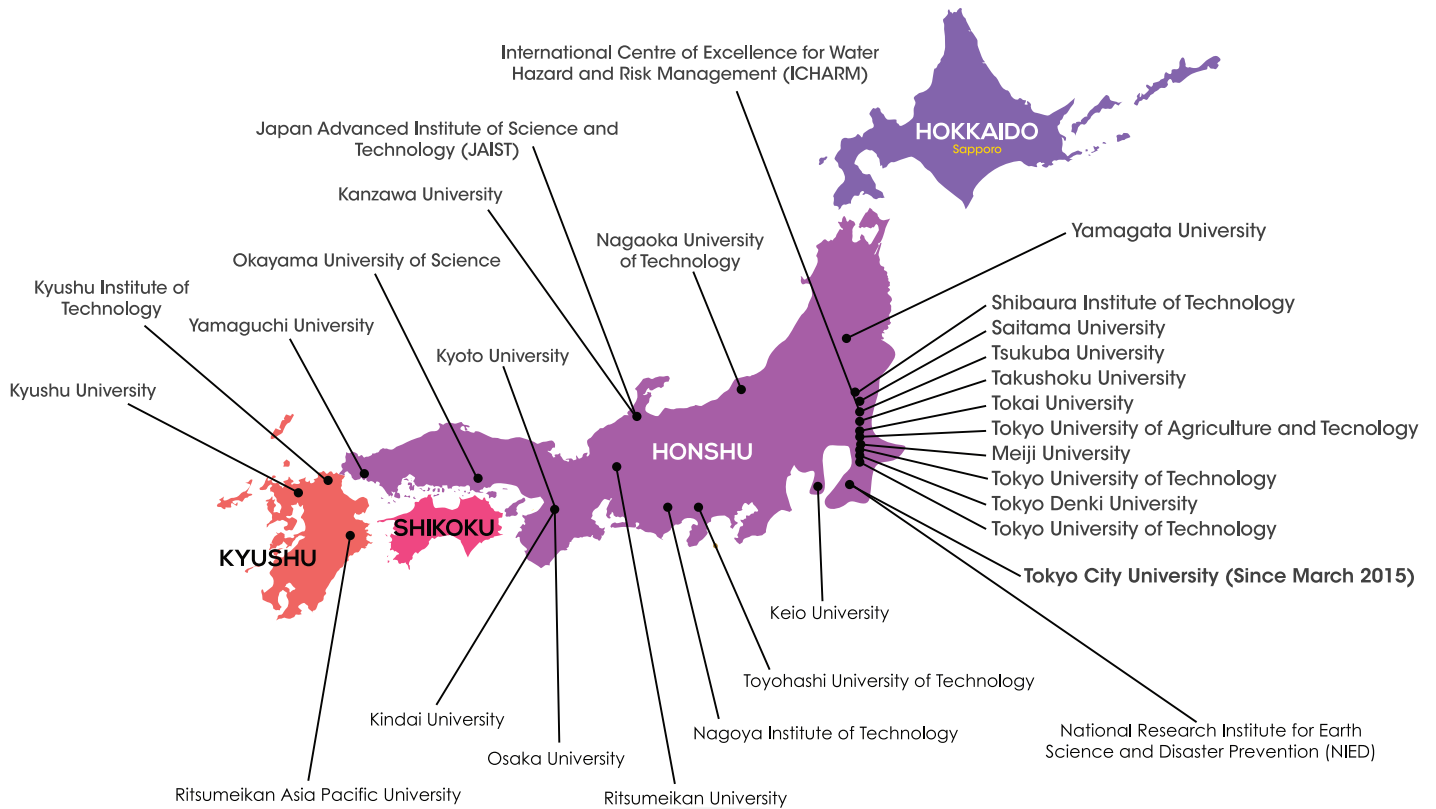 International Centre of Excellence for Water
Hazard and Risk Management (ICHARM)
Japan Advanced Institute of Science and
Technology (JAIST)
HOKKAIDO
Sapporo
Kanzawa University
Nagaoka University
of Technology
Yamagata University
Okayama University of Science
Kyushu Institute of
Technology
Yamaguchi University
Kyoto University
Kyushu University
Shibaura Institute of Technology
Saitama University
Tsukuba University
Takushoku University
Tokai University
Tokyo University of Agriculture and Tecnology
Meiji University
Tokyo University of Technology
Tokyo Denki University
Tokyo University of Technology
Tokyo City University (Since March 2015)
HONSHU
SHIKOKU
KYUSHU
Keio University
Toyohashi University of Technology
Kindai University
Nagoya Institute of Technology
National Research Institute for Earth
Science and Disaster Prevention (NIED)
Osaka University
Ritsumeikan Asia Pacific University
Ritsumeikan University